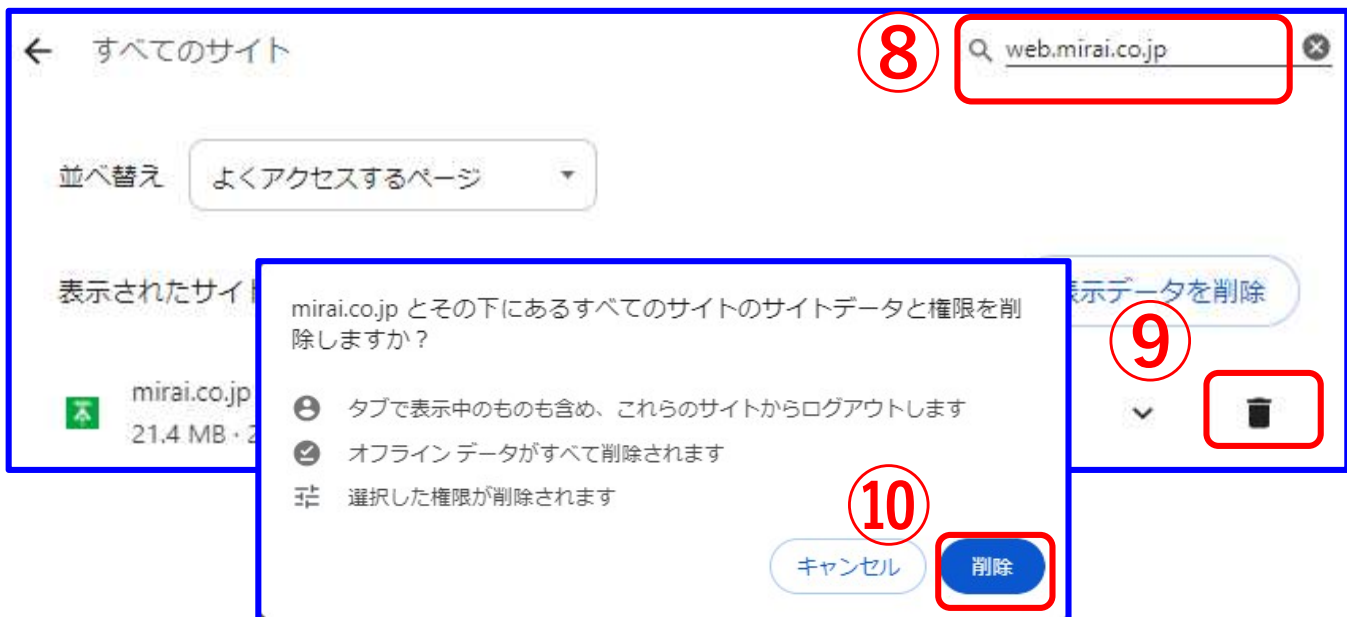 すべてのサイト
⑧
web.mirai.co.jp
並べ替え
よくアクセスするページ
表示されたサイ
示データを削除
⑨
mirai.co.jp
21.4 MB · 2
mirai.co.jp とその下にあるすべてのサイトのサイトデータと権限を削
除しますか？
タブで表示中のものも含め、これらのサイトからログアウトします
オフライン データがすべて削除されます
選択した権限が削除されます
⑩
キャンセル
削除